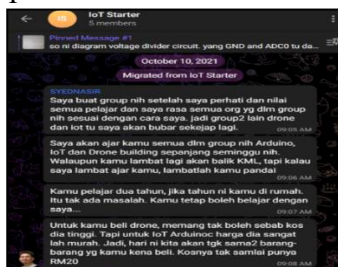 IS
IoT Starter
5 members
Pinned Message #1
so ni diagram voltage divider circuit. yang GND and ADC0 tu da...
October 10, 2021
Migrated from IoT Starter
SYEDNASIR
Saya buat group nih setelah saya perhati dan nilai
semua pelajar dan saya rasa semua org yg dlm group
nih sesuai dengan cara saya. jadi group2 lain drone
dan iot tu saya akan bubar sekejap lagi.
09:05 AM
Saya akan ajar kamu semua dlm group nih Arduino,
IoT dan Drone building sepanjang seminggu nih.
Walaupun kamu lambat lagi akan balik KML, tapi kalau
saya lambat ajar kamu, lambatlah kamu pandai
09:06 AM
Kamu pelajar dua tahun, jika tahun ni kamu di rumah.
Itu tak ada masalah. Kamu tetap boleh belajar dengan
saya...
09:07 AM
Untuk kamu beli drone, memang tak boleh sebab kos
dia tinggi. Tapi untuk IoT Arduinoc harga dia sangat
lah murah. Jadi, hari ni kita akan tgk sama2 barang-
barang yg kamu kena beli. Kosnya tak samlai punya
RM20
09:08 AM